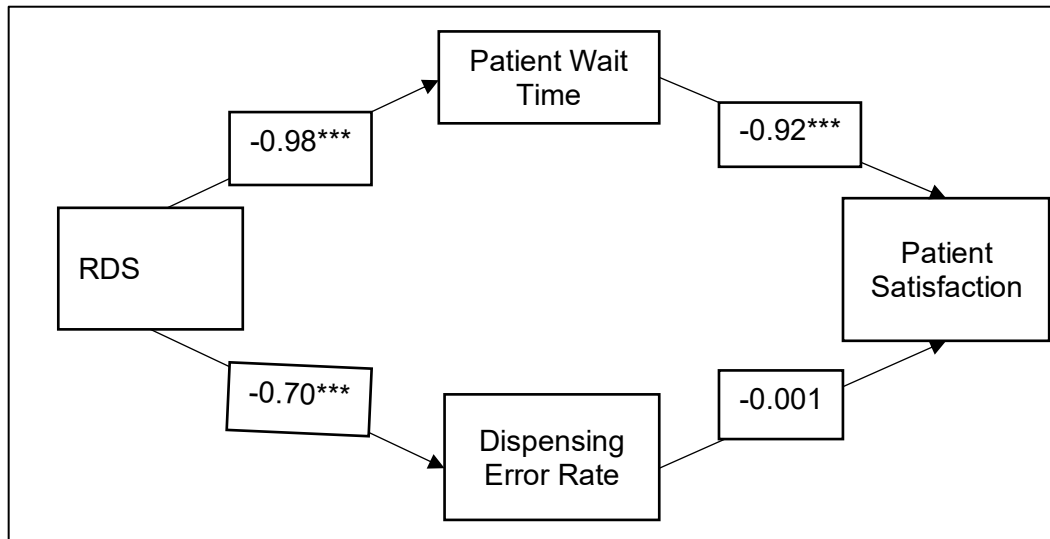 Patient Wait
Time
-0.98***
-0.92***
RDS
Patient
Satisfaction
-0.70***
-0.001
Dispensing
Error Rate